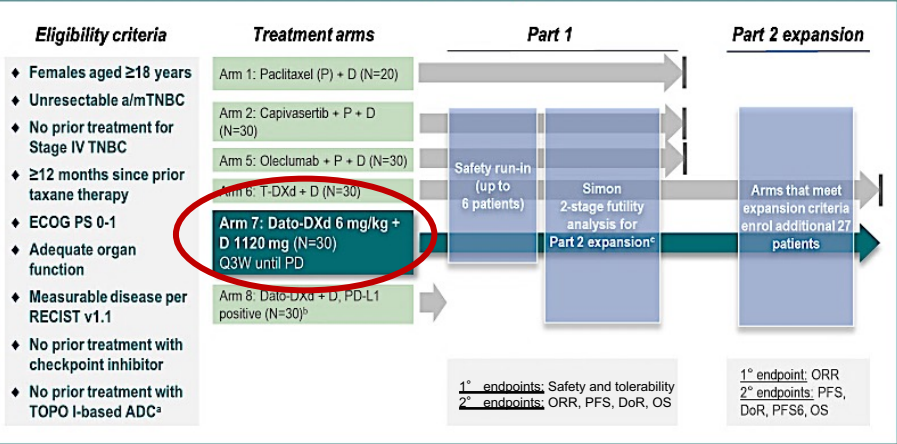 Eligibility criteria
♦ Females aged ≥18 years
♦ Unresectable a/mTNBC
♦ No prior treatment for
Stage IV TNBC
♦ ≥12 months since prior
taxane therapy
♦ ECOG PS 0-1
♦ Adequate organ
function
♦ Measurable disease per
RECIST v1.1
♦ No prior treatment with
checkpoint inhibitor
♦ No prior treatment with
TOPO I-based ADCᵃ
Treatment arms
Arm 1: Paclitaxel (P) + D (N=20)
Arm 2: Capivasertib + P + D
(N=30)
Arm 5: Oleclumab + P + D (N=30)
Arm 6: T-DXd + D (N=30)
Arm 7: Dato-DXd 6 mg/kg +
D 1120 mg (N=30)
Q3W until PD
Arm 8: Dato-DXd + D, PD-L1
positive (N=30)ᵇ
Part 1
Safety run-in
(up to
6 patients)
Simon
2-stage futility
analysis for
Part 2 expansionᶜ
1° endpoints: Safety and tolerability
2° endpoints: ORR, PFS, DoR, OS
Part 2 expansion
Arms that meet
expansion criteria
enrol additional 27
patients
1° endpoint: ORR
2° endpoints: PFS,
DoR, PFS6, OS